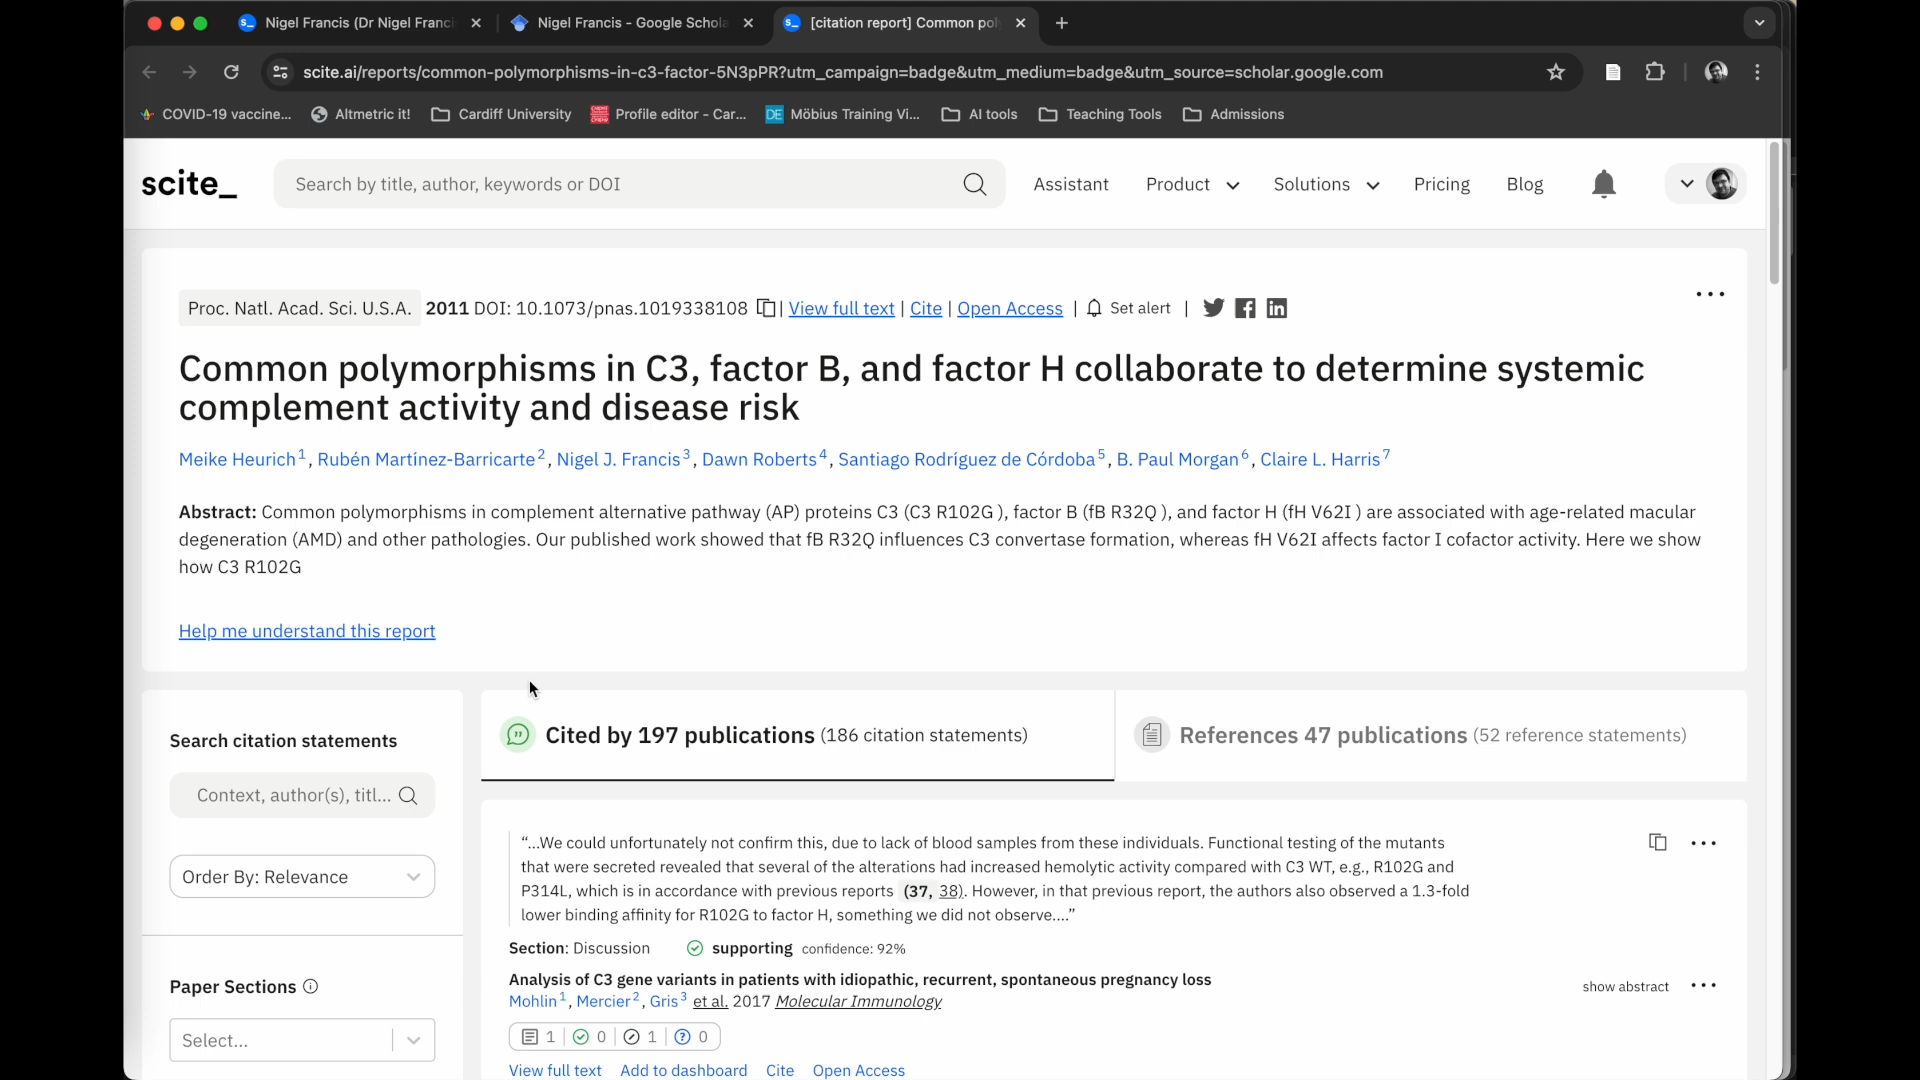 Nigel Francis (Dr Nigel Franci
Nigel Francis - Google Schola
[citation report] Common pol
scite.ai/reports/common-polymorphisms-in-c3-factor-5N3pPR?utm_campaign=badge&utm_medium=badge&utm_source=scholar.google.com
COVID-19 vaccine... Altmetric it! Cardiff University Profile editor - Car... DE Möbius Training Vi... AI tools Teaching Tools Admissions
scite_ Search by title, author, keywords or DOI Assistant Product Solutions Pricing Blog
Proc. Natl. Acad. Sci. U.S.A. 2011 DOI: 10.1073/pnas.1019338108 | View full text | Cite | Open Access | Set alert |
Common polymorphisms in C3, factor B, and factor H collaborate to determine systemic
complement activity and disease risk
Meike Heurich1, Rubén Martínez-Barricarte2, Nigel J. Francis3, Dawn Roberts4, Santiago Rodríguez de Córdoba5, B. Paul Morgan6, Claire L. Harris7
Abstract: Common polymorphisms in complement alternative pathway (AP) proteins C3 (C3 R102G ), factor B (fB R32Q ), and factor H (fH V62I ) are associated with age-related macular
degeneration (AMD) and other pathologies. Our published work showed that fB R32Q influences C3 convertase formation, whereas fH V62I affects factor I cofactor activity. Here we show
how C3 R102G
Help me understand this report
Search citation statements
Context, author(s), titl...
Order By: Relevance
Paper Sections
Select...
Cited by 197 publications (186 citation statements)
References 47 publications (52 reference statements)
“...We could unfortunately not confirm this, due to lack of blood samples from these individuals. Functional testing of the mutants
that were secreted revealed that several of the alterations had increased hemolytic activity compared with C3 WT, e.g., R102G and
P314L, which is in accordance with previous reports (37, 38). However, in that previous report, the authors also observed a 1.3-fold
lower binding affinity for R102G to factor H, something we did not observe....”
Section: Discussion supporting confidence: 92%
Analysis of C3 gene variants in patients with idiopathic, recurrent, spontaneous pregnancy loss
show abstract
Mohlin1, Mercier2, Gris3 et al. 2017 Molecular Immunology
1 0 1 0
View full text Add to dashboard Cite Open Access